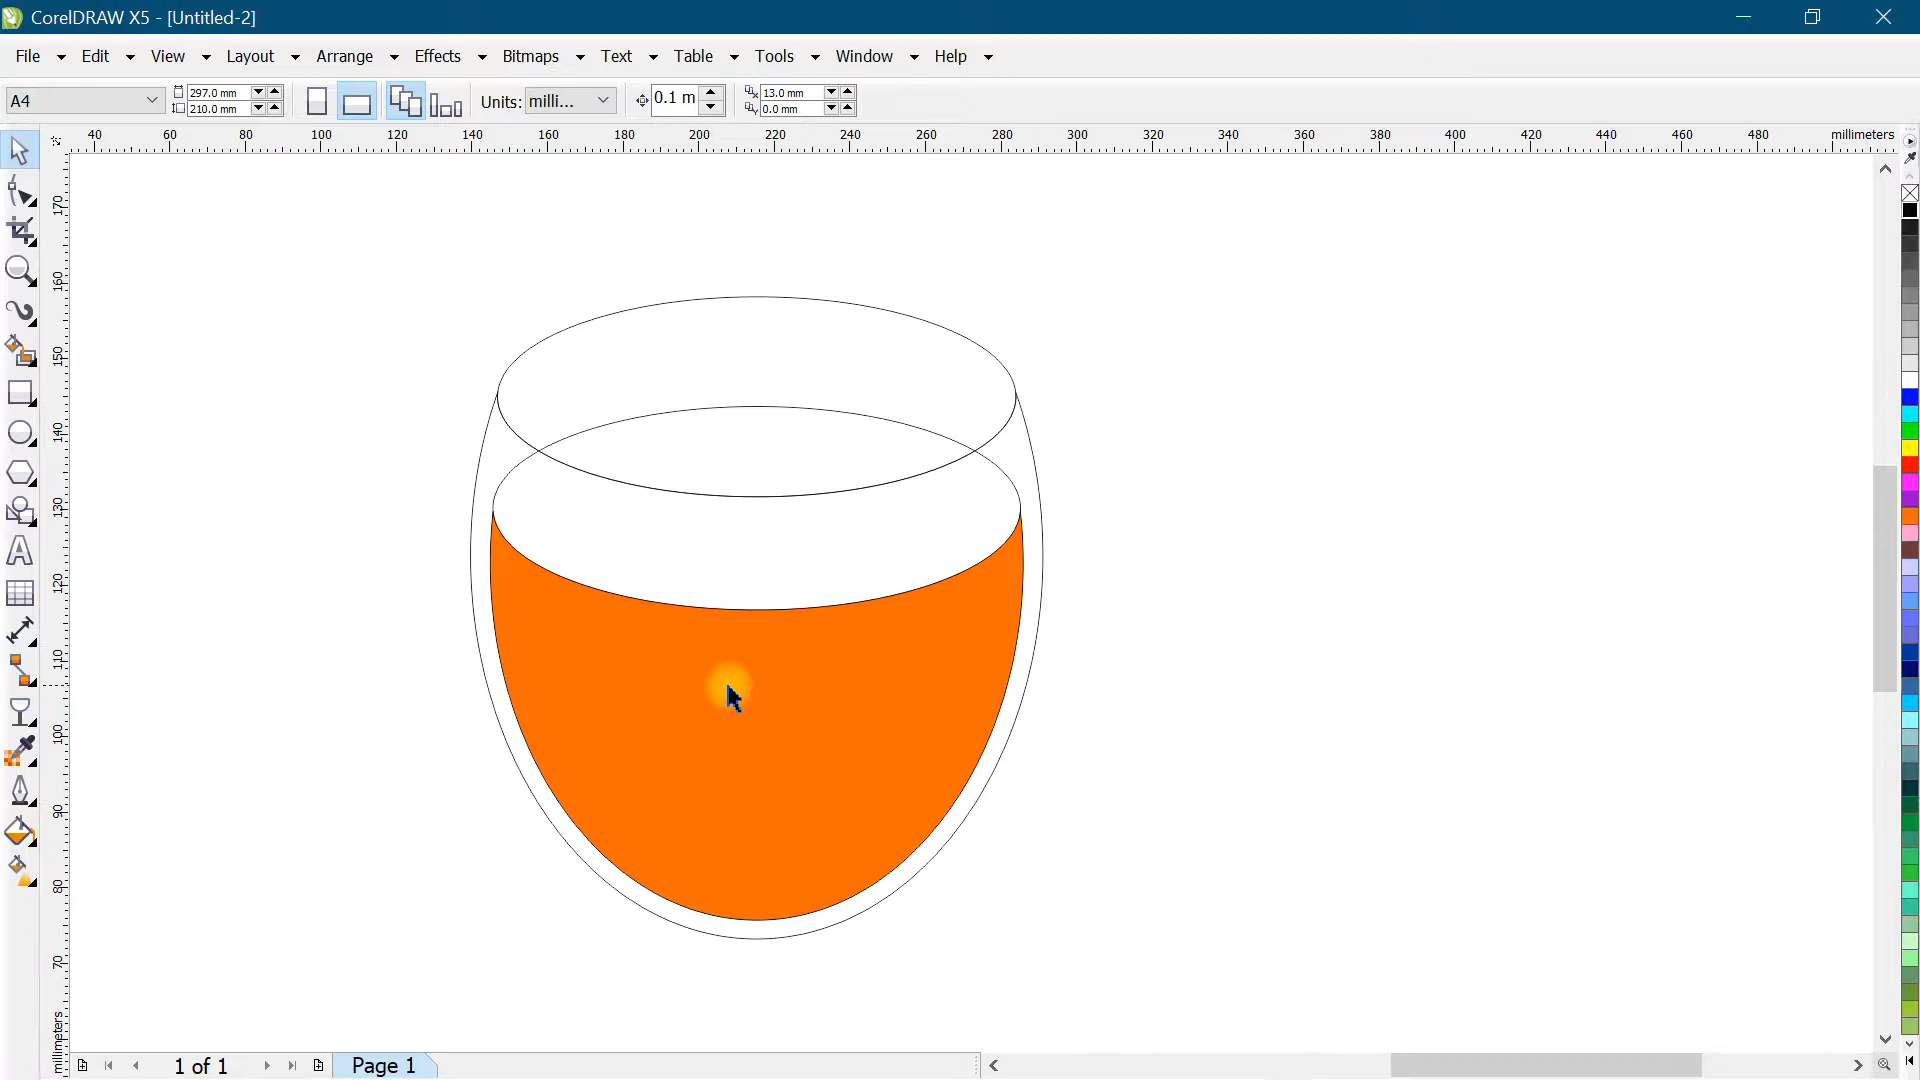 CorelDRAW X5 - [Untitled-2]
File Edit View Layout Arrange Effects Bitmaps Text Table Tools Window Help
A4 297.0 mm 210.0 mm Units: milli... 0.1 m 13.0 mm 0.0 mm
40 60 80 100 120 140 160 180 200 220 240 260 280 300 320 340 360 380 400 420 440 460 480 millimeters
170
160
150
140
130
120
110
100
90
80
70
millimeters
1 of 1 Page 1